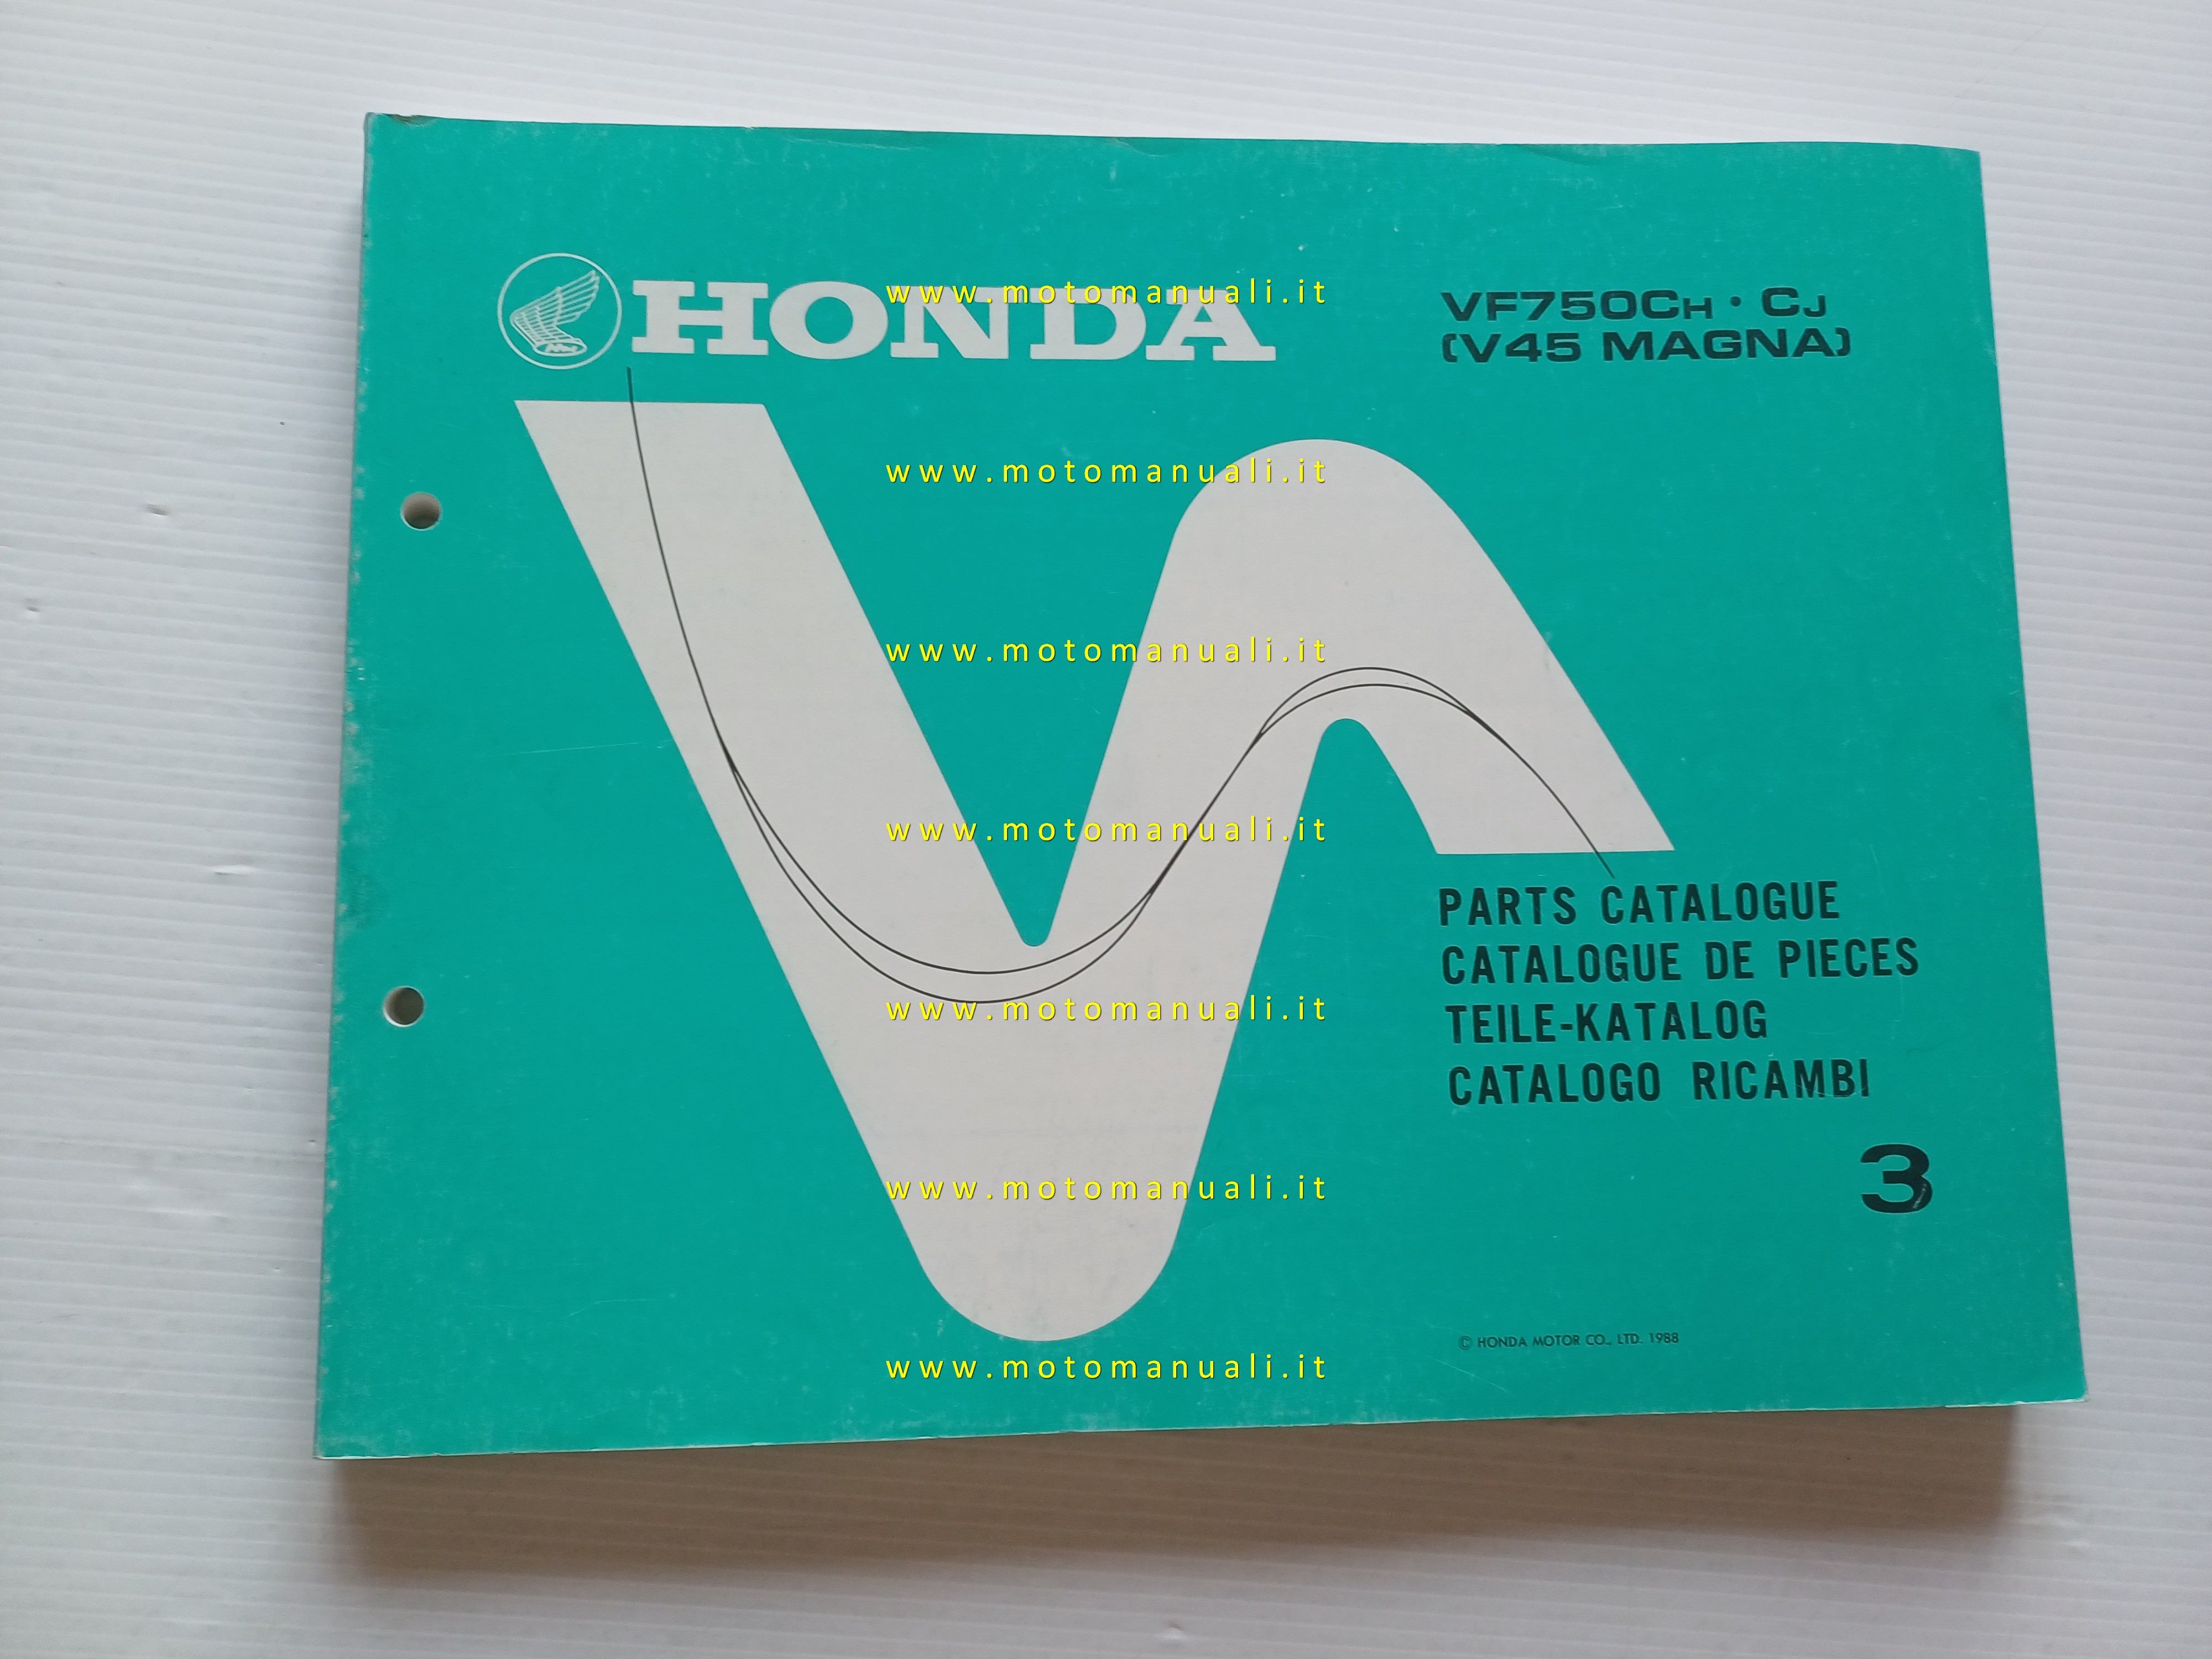 HONDA
VF750CH · CJ
(V45 MAGNA)
www.motomanuali.it
www.motomanuali.it
www.motomanuali.it
www.motomanuali.it
www.motomanuali.it
www.motomanuali.it
www.motomanuali.it
PARTS CATALOGUE
CATALOGUE DE PIECES
TEILE-KATALOG
CATALOGO RICAMBI
3
© HONDA MOTOR CO., LTD. 1988